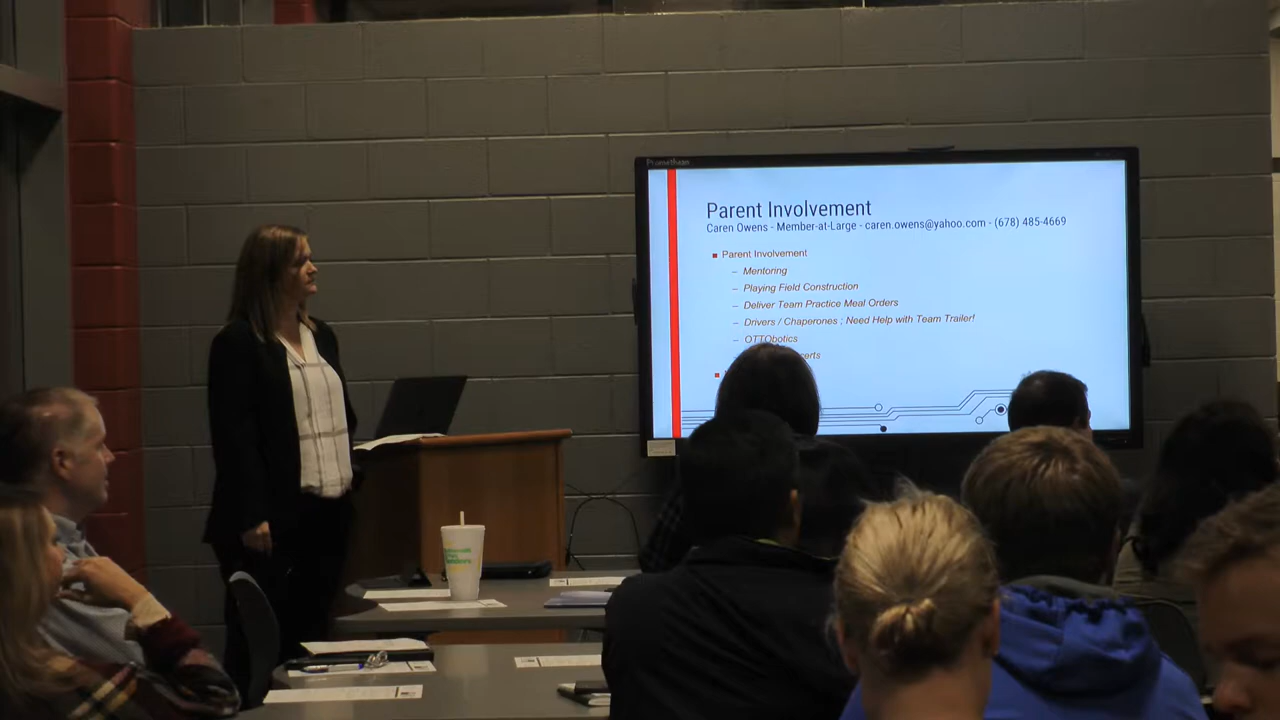 Promethean
Parent Involvement
Caren Owens - Member-at-Large - caren.owens@yahoo.com - (678) 485-4669
■ Parent Involvement
– Mentoring
– Playing Field Construction
– Deliver Team Practice Meal Orders
– Drivers / Chaperones ; Need Help with Team Trailer!
– OTTObotics